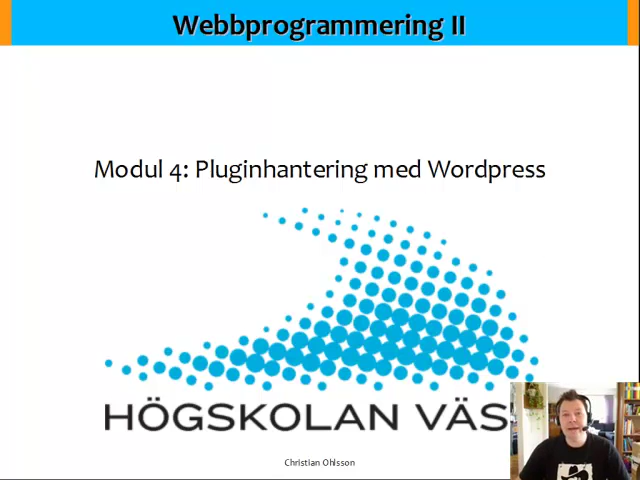 Webbprogrammering II
Modul 4: Pluginhantering med Wordpress
HÖGSKOLAN VÄS
Christian Ohlsson